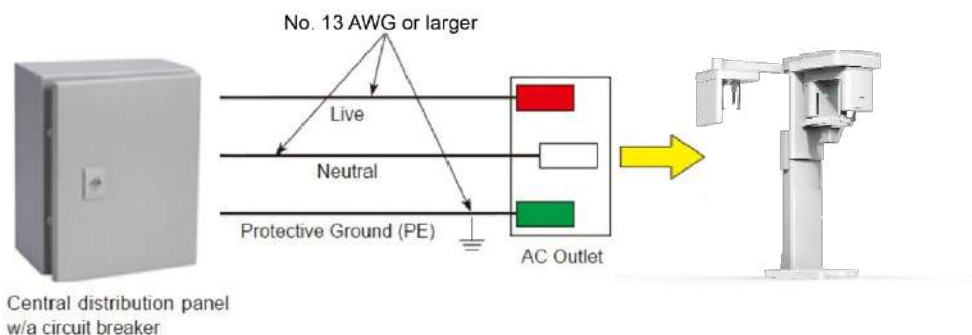 No. 13 AWG or larger
Live
Neutral
Protective Ground (PE)
AC Outlet
Central distribution panel
w/a circuit breaker